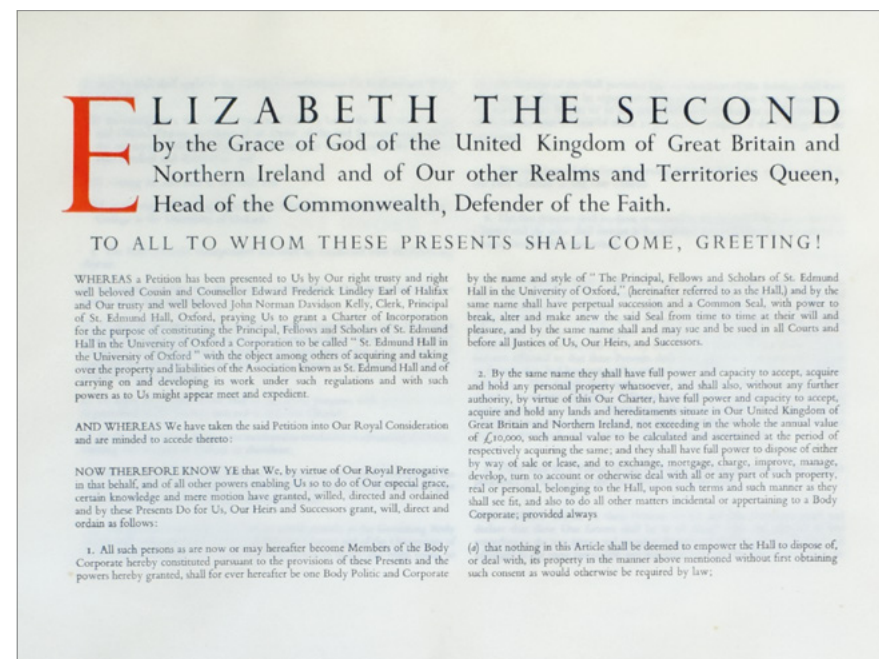 ELIZABETH THE SECOND
by the Grace of God of the United Kingdom of Great Britain and
Northern Ireland and of Our other Realms and Territories Queen,
Head of the Commonwealth, Defender of the Faith.
TO ALL TO WHOM THESE PRESENTS SHALL COME, GREETING!
WHEREAS a Petition has been presented to Us by Our right trusty and right
well beloved Cousin and Counsellor Edward Frederick Lindley Earl of Halifax
and Our trusty and well beloved John Norman Davidson Kelly, Clerk, Principal
of St. Edmund Hall, Oxford, praying Us to grant a Charter of Incorporation
for the purpose of constituting the Principal, Fellows and Scholars of St. Edmund
Hall in the University of Oxford a Corporation to be called " St. Edmund Hall in
the University of Oxford " with the object among others of acquiring and taking
over the property and liabilities of the Association known as St. Edmund Hall and of
carrying on and developing its work under such regulations and with such
powers as to Us might appear meet and expedient.
AND WHEREAS We have taken the said Petition into Our Royal Consideration
and are minded to accede thereto:
NOW THEREFORE KNOW YE that We, by virtue of Our Royal Prerogative
in that behalf, and of all other powers enabling Us so to do of Our especial grace,
certain knowledge and mere motion have granted, willed, directed and ordained
and by these Presents Do for Us, Our Heirs and Successors grant, will, direct and
ordain as follows:
1. All such persons as are now or may hereafter become Members of the Body
Corporate hereby constituted pursuant to the provisions of these Presents and the
powers hereby granted, shall for ever hereafter be one Body Politic and Corporate
by the name and style of " The Principal, Fellows and Scholars of St. Edmund
Hall in the University of Oxford," (hereinafter referred to as the Hall,) and by the
same name shall have perpetual succession and a Common Seal, with power to
break, alter and make anew the said Seal from time to time at their will and
pleasure, and by the same name shall and may sue and be sued in all Courts and
before all Justices of Us, Our Heirs, and Successors.
2. By the same name they shall have full power and capacity to accept, acquire
and hold any personal property whatsoever, and shall also, without any further
authority, by virtue of this Our Charter, have full power and capacity to accept,
acquire and hold any lands and hereditaments situate in Our United Kingdom of
Great Britain and Northern Ireland, not exceeding in the whole the annual value
of £10,000, such annual value to be calculated and ascertained at the period of
respectively acquiring the same; and they shall have full power to dispose of either
by way of sale or lease, and to exchange, mortgage, charge, improve, manage,
develop, turn to account or otherwise deal with all or any part of such property,
real or personal, belonging to the Hall, upon such terms and such manner as they
shall see fit, and also to do all other matters incidental or appertaining to a Body
Corporate; provided always
(a) that nothing in this Article shall be deemed to empower the Hall to dispose of,
or deal with, its property in the manner above mentioned without first obtaining
such consent as would otherwise be required by law;